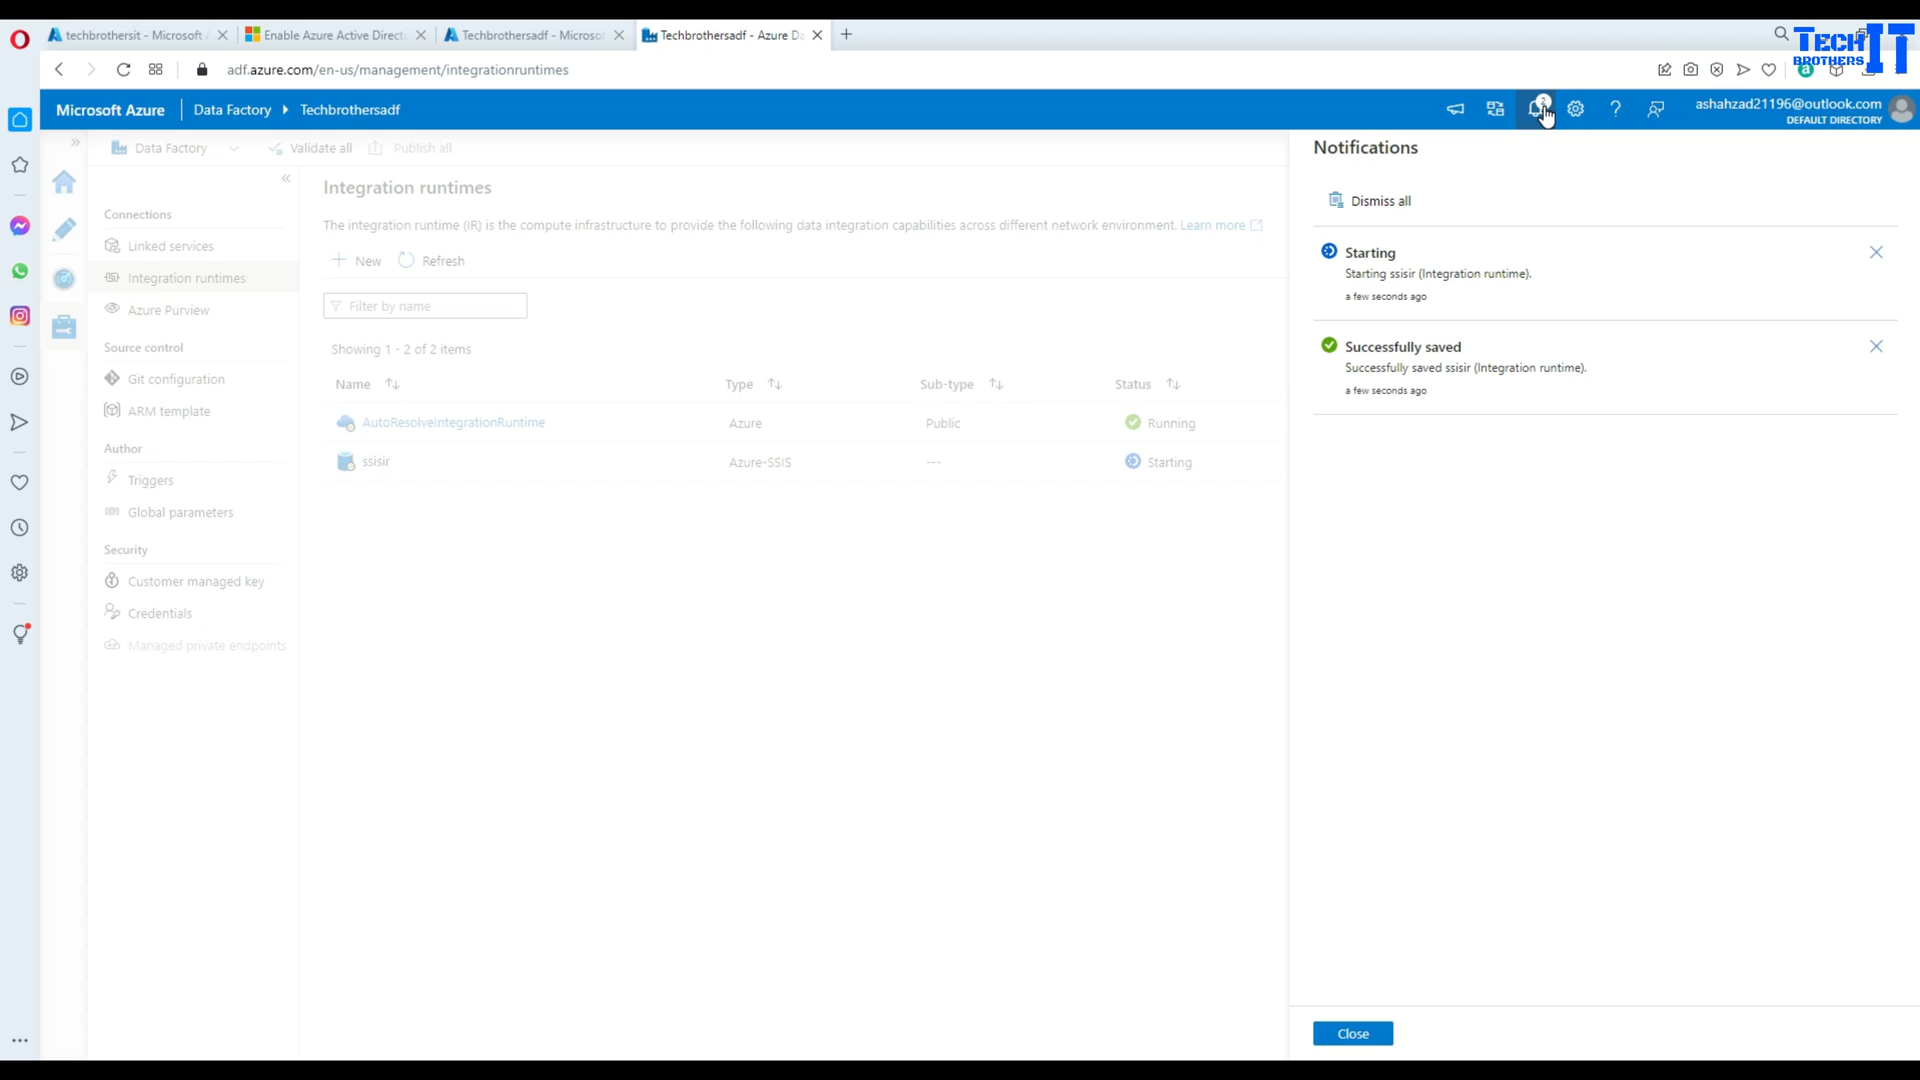 techbrothersit - Microsoft
Enable Azure Active Direct
Techbrothersadf - Microso
Techbrothersadf - Azure Da
TECH IT
BROTHERS
adf.azure.com/en-us/management/integrationruntimes
Microsoft Azure
Data Factory
Techbrothersadf
2
ashahzad21196@outlook.com
DEFAULT DIRECTORY
Data Factory
Validate all
Publish all
Connections
Linked services
Integration runtimes
Azure Purview
Source control
Git configuration
ARM template
Author
Triggers
Global parameters
Security
Customer managed key
Credentials
Managed private endpoints
Integration runtimes
The integration runtime (IR) is the compute infrastructure to provide the following data integration capabilities across different network environment. Learn more
New
Refresh
Filter by name
Showing 1 - 2 of 2 items
Name Type Sub-type Status
AutoResolveIntegrationRuntime Azure Public Running
ssisir Azure-SSIS --- Starting
Notifications
Dismiss all
Starting
Starting ssisir (Integration runtime).
a few seconds ago
Successfully saved
Successfully saved ssisir (Integration runtime).
a few seconds ago
Close